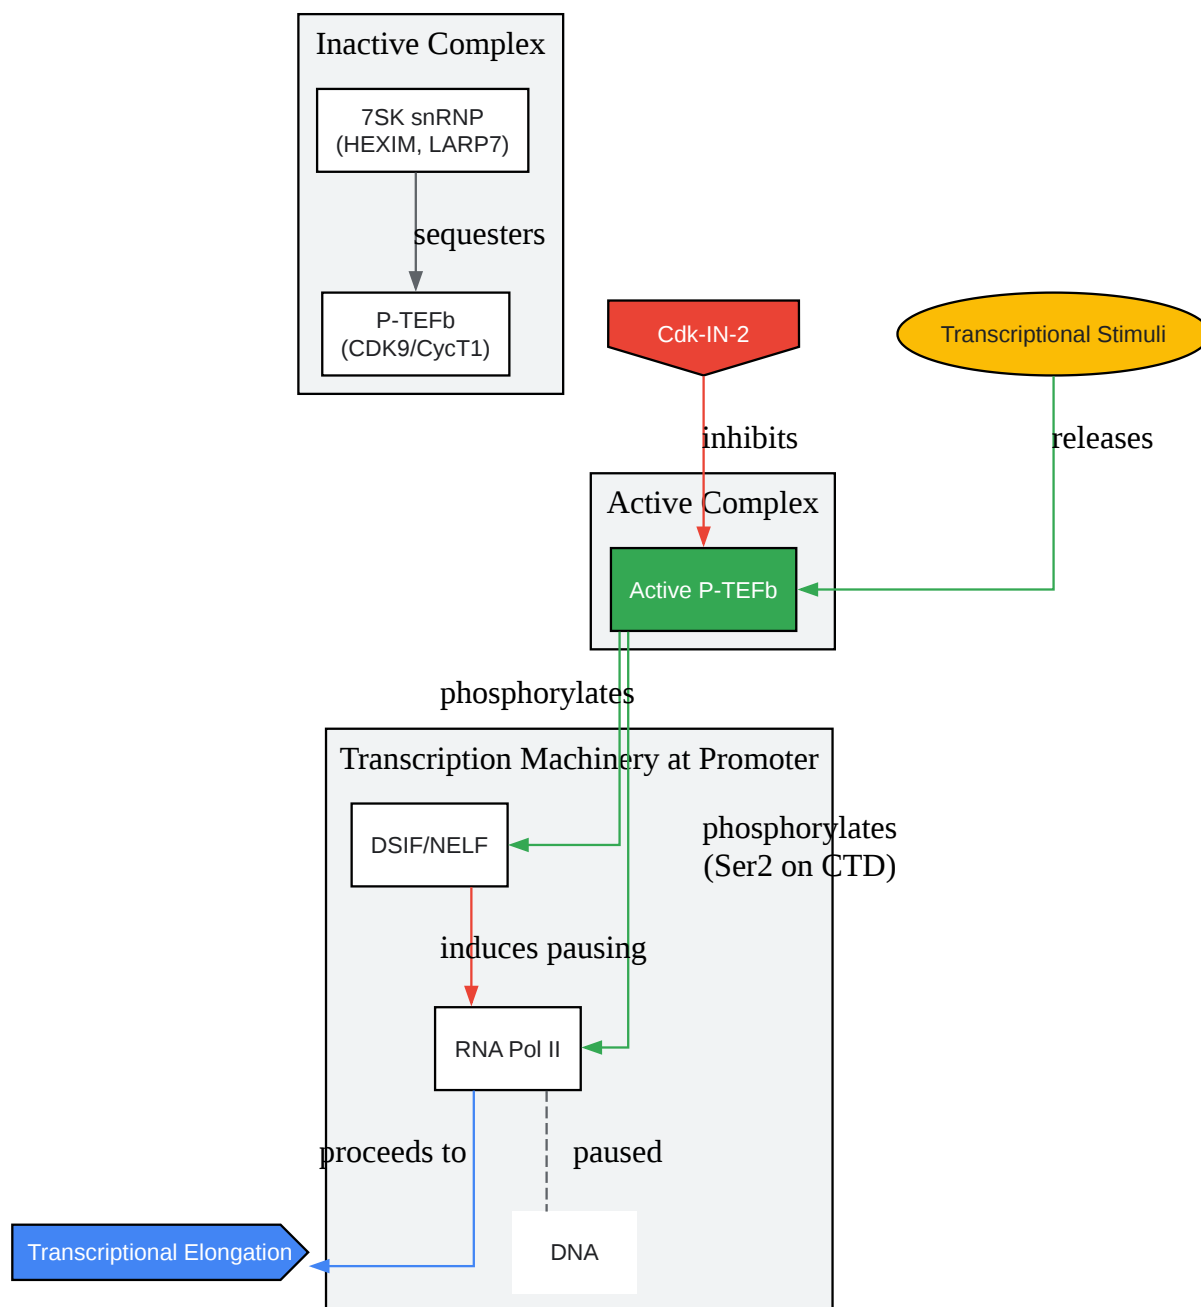 Inactive Complex
7SK snRNP
(HEXIM, LARP7)
sequesters
P-TEFb
(CDK9/CycT1)
Cdk-IN-2
Transcriptional Stimuli
inhibits
releases
Active Complex
Active P-TEFb
phosphorylates
Transcription Machinery at Promoter
DSIF/NELF
phosphorylates
(Ser2 on CTD)
induces pausing
RNA Pol II
proceeds to
paused
Transcriptional Elongation
DNA